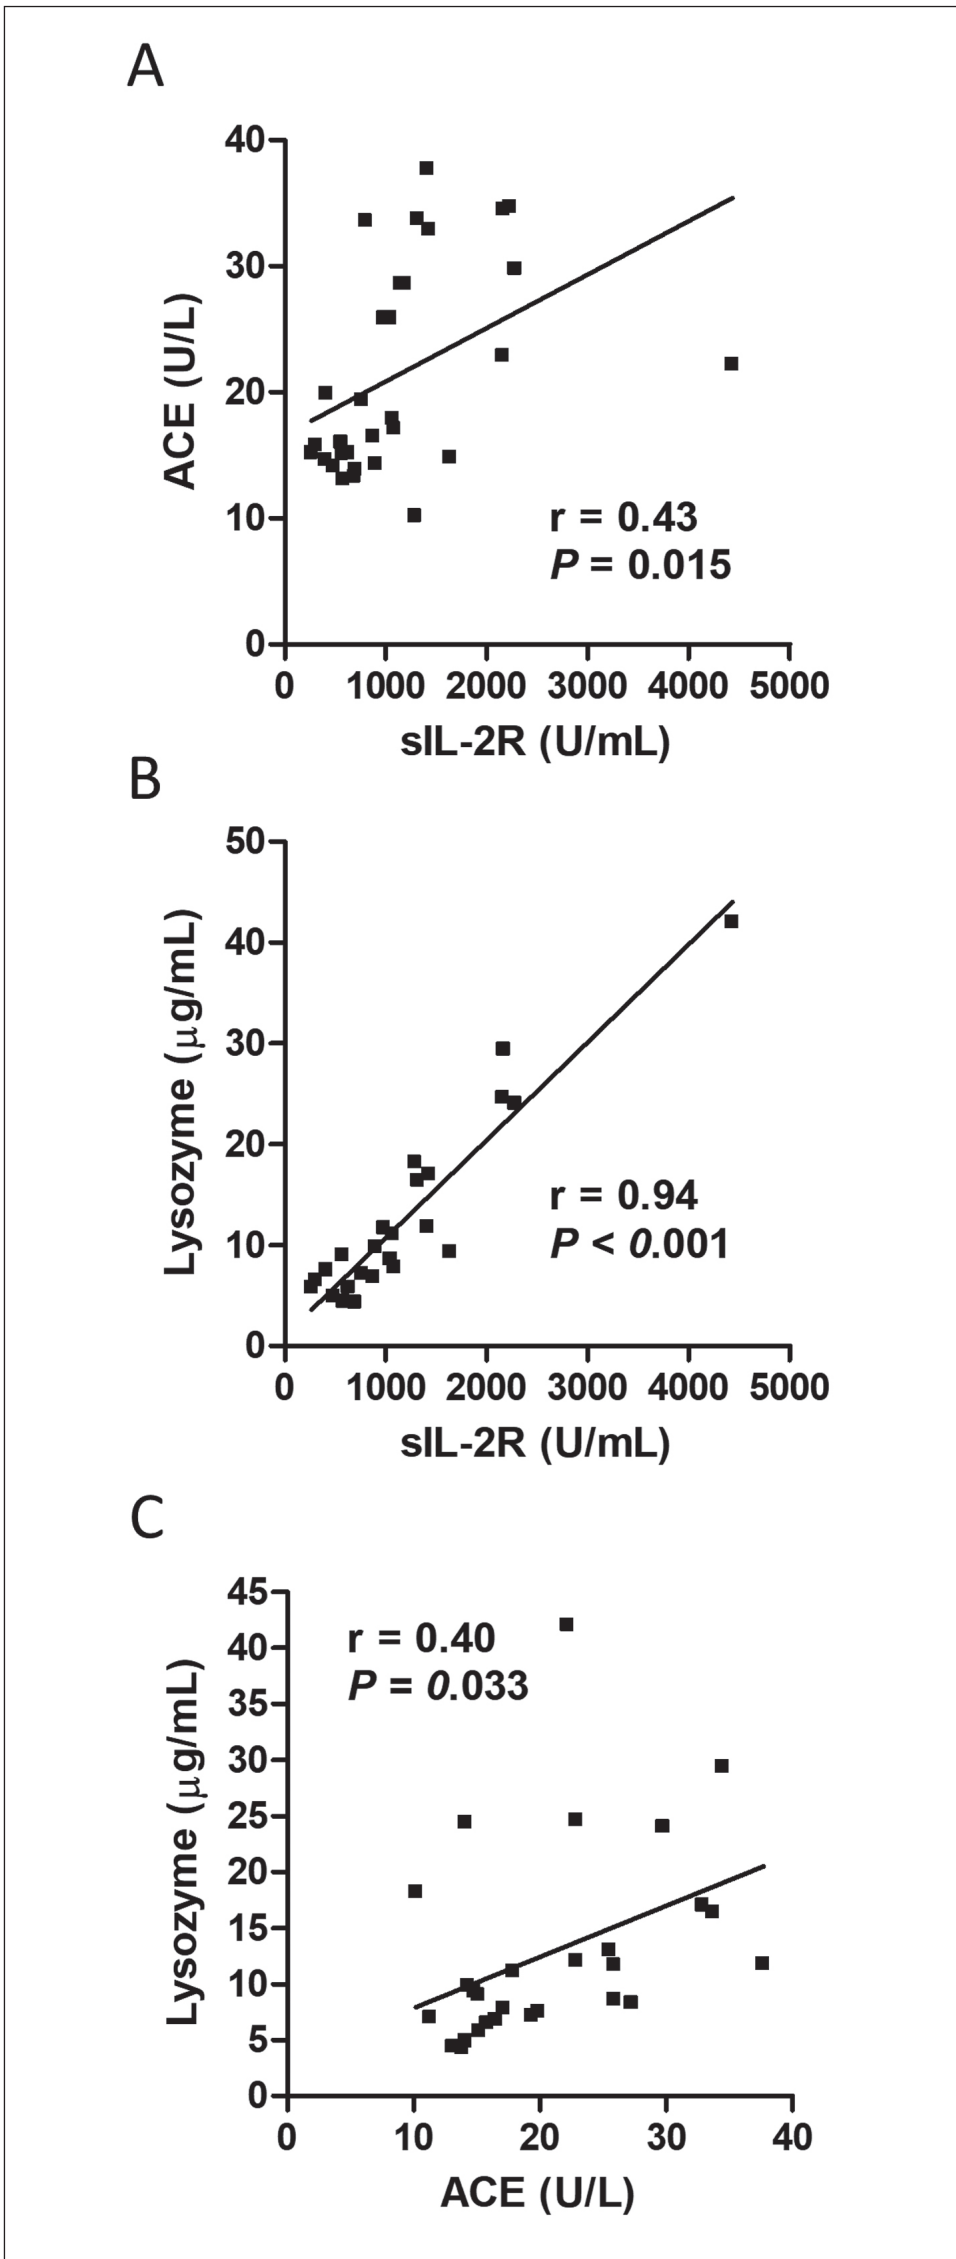 A
40
30
20
10
0
ACE (U/L)
r = 0.43
P = 0.015
0 1000 2000 3000 4000 5000
sIL-2R (U/mL)
B
50
40
30
20
10
0
Lysozyme (μg/mL)
r = 0.94
P < 0.001
0 1000 2000 3000 4000 5000
sIL-2R (U/mL)
C
45
40
35
30
25
20
15
10
5
0
Lysozyme (μg/mL)
r = 0.40
P = 0.033
0 10 20 30 40
ACE (U/L)